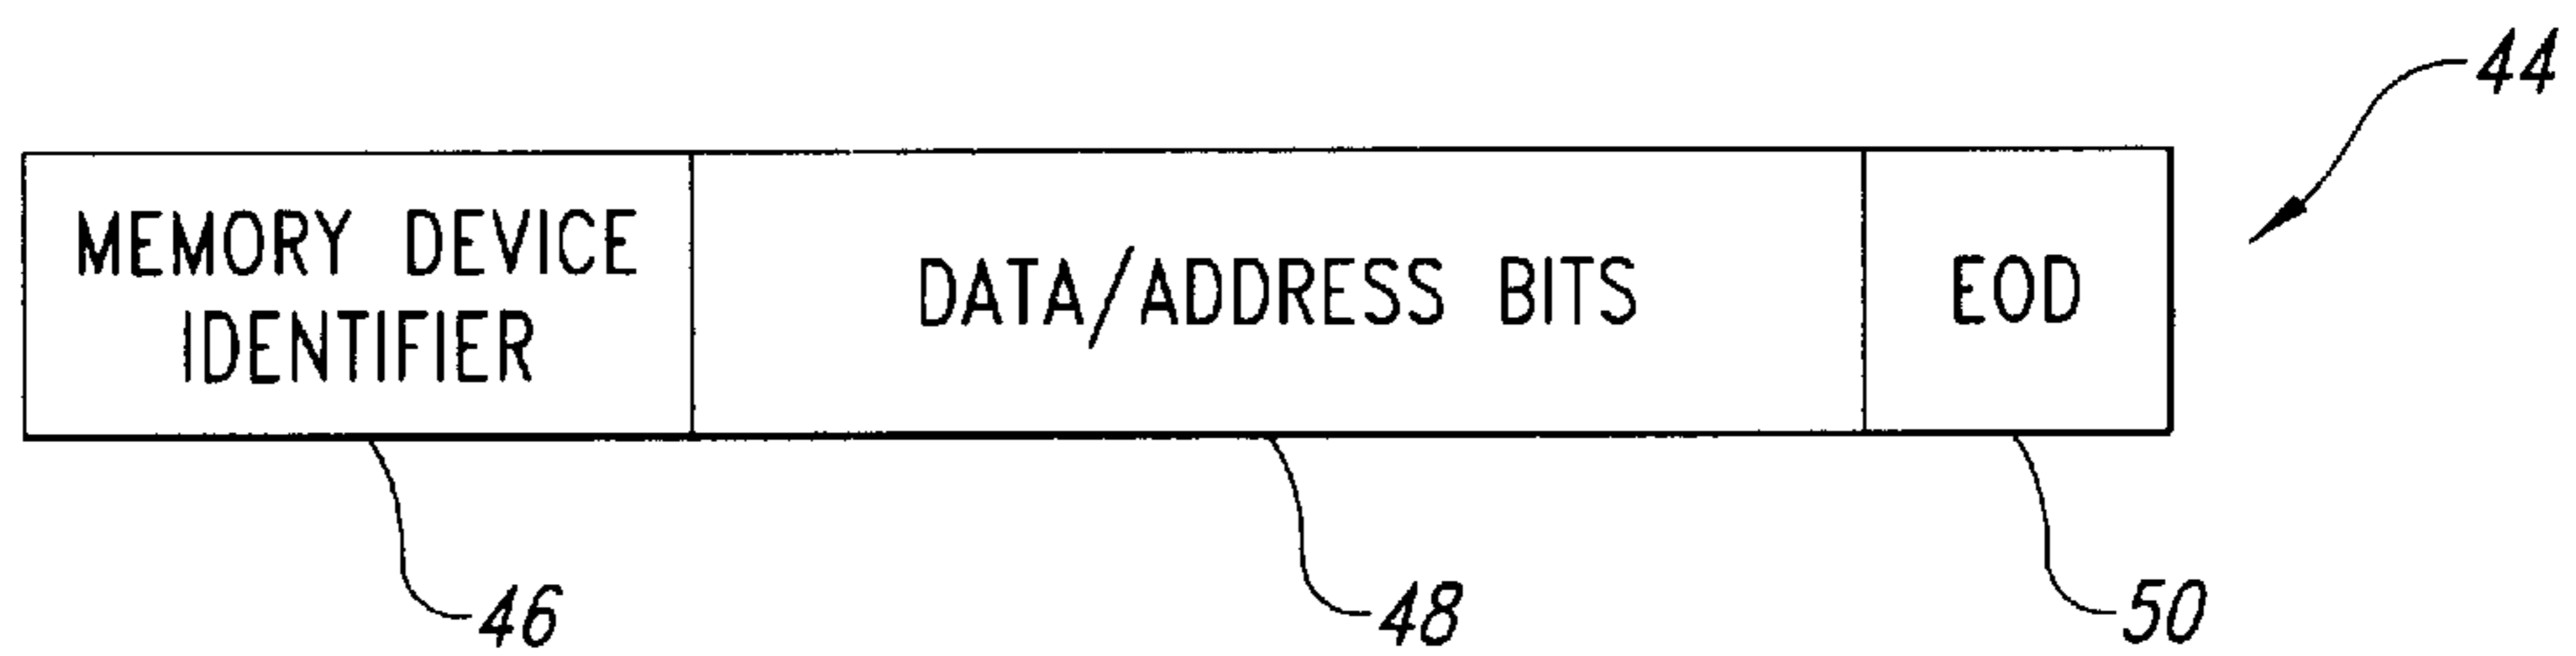 44
MEMORY DEVICE
IDENTIFIER
DATA/ADDRESS BITS
EOD
46
48
50